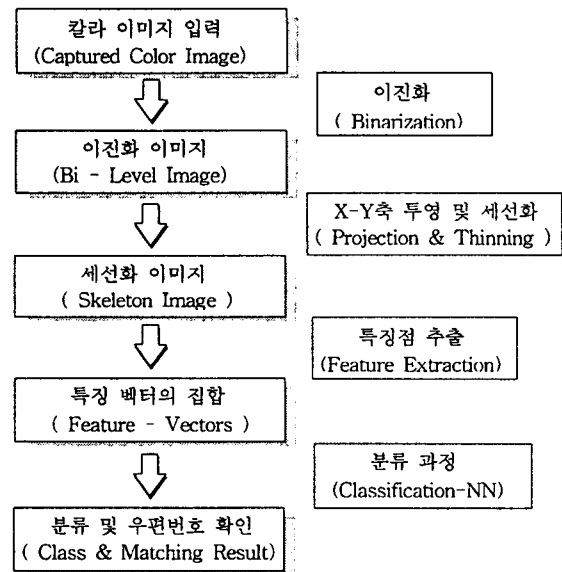 칼라 이미지 입력
(Captured Color Image)
이진화
( Binarization)
이진화 이미지
(Bi - Level Image)
X-Y축 투영 및 세선화
( Projection & Thinning )
세선화 이미지
( Skeleton Image )
특징점 추출
(Feature Extraction)
특징 벡터의 집합
( Feature - Vectors )
분류 과정
(Classification-NN)
분류 및 우편번호 확인
( Class & Matching Result)